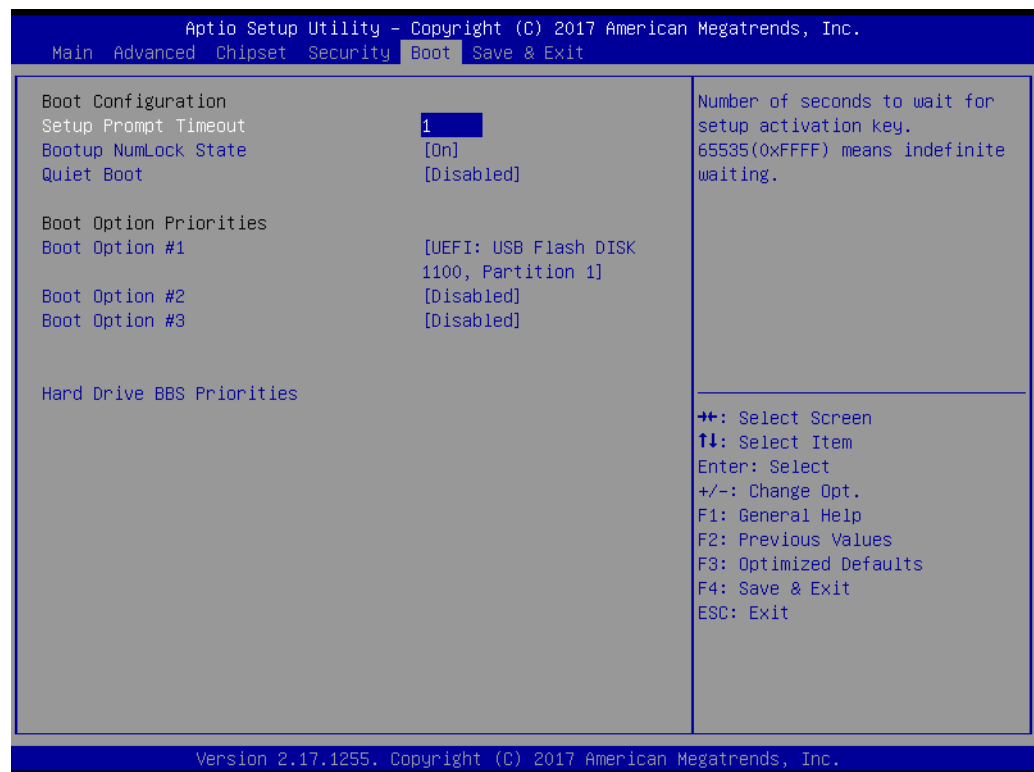 Aptio Setup Utility – Copyright (C) 2017 American Megatrends, Inc.
Main Advanced Chipset Security Boot Save & Exit
Boot Configuration
Setup Prompt Timeout 1
Bootup NumLock State [On]
Quiet Boot [Disabled]
Boot Option Priorities
Boot Option #1 [UEFI: USB Flash DISK
1100, Partition 1]
Boot Option #2 [Disabled]
Boot Option #3 [Disabled]
Hard Drive BBS Priorities
Number of seconds to wait for
setup activation key.
65535(0xFFFF) means indefinite
waiting.
→←: Select Screen
↑↓: Select Item
Enter: Select
+/-: Change Opt.
F1: General Help
F2: Previous Values
F3: Optimized Defaults
F4: Save & Exit
ESC: Exit
Version 2.17.1255. Copyright (C) 2017 American Megatrends, Inc.